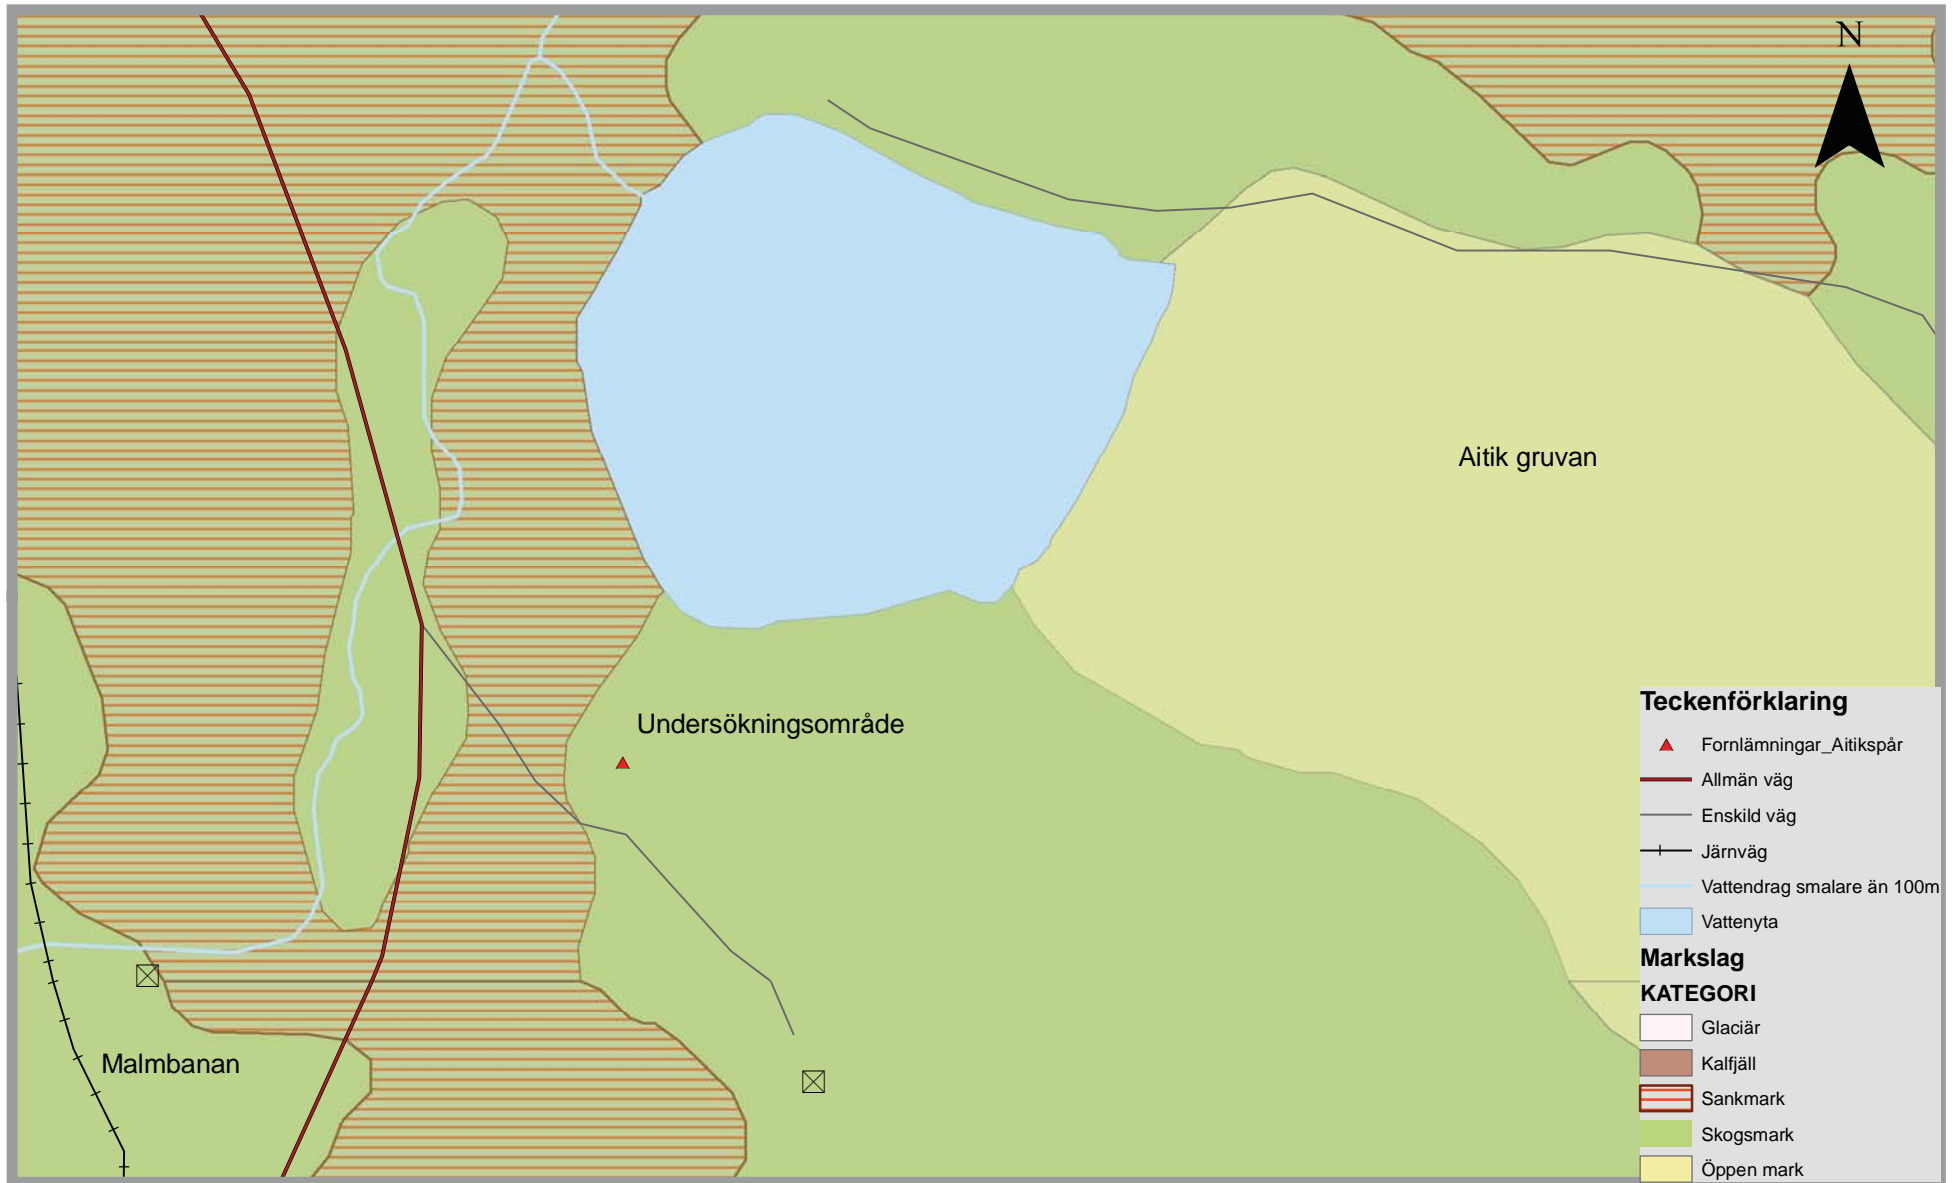 N
Aitik gruvan
Undersökningsområde
Malmbanan
Teckenförklaring
Fornlämningar_Aitikspår
Allmän väg
Enskild väg
Järnväg
Vattendrag smalare än 100m
Vattenyta
Markslag
KATEGORI
Glaciär
Kalfjäll
Sankmark
Skogsmark
Öppen mark